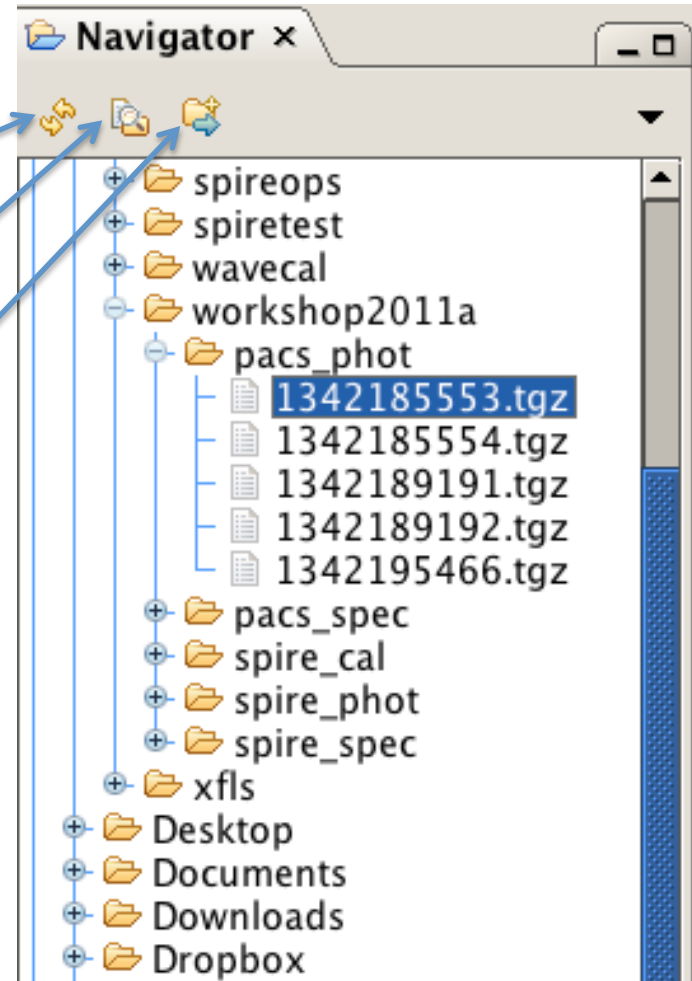 Navigator ×
spireops
spiretest
wavecal
workshop2011a
pacs_phot
1342185553.tgz
1342185554.tgz
1342189191.tgz
1342189192.tgz
1342195466.tgz
pacs_spec
spire_cal
spire_phot
spire_spec
xfls
Desktop
Documents
Downloads
Dropbox